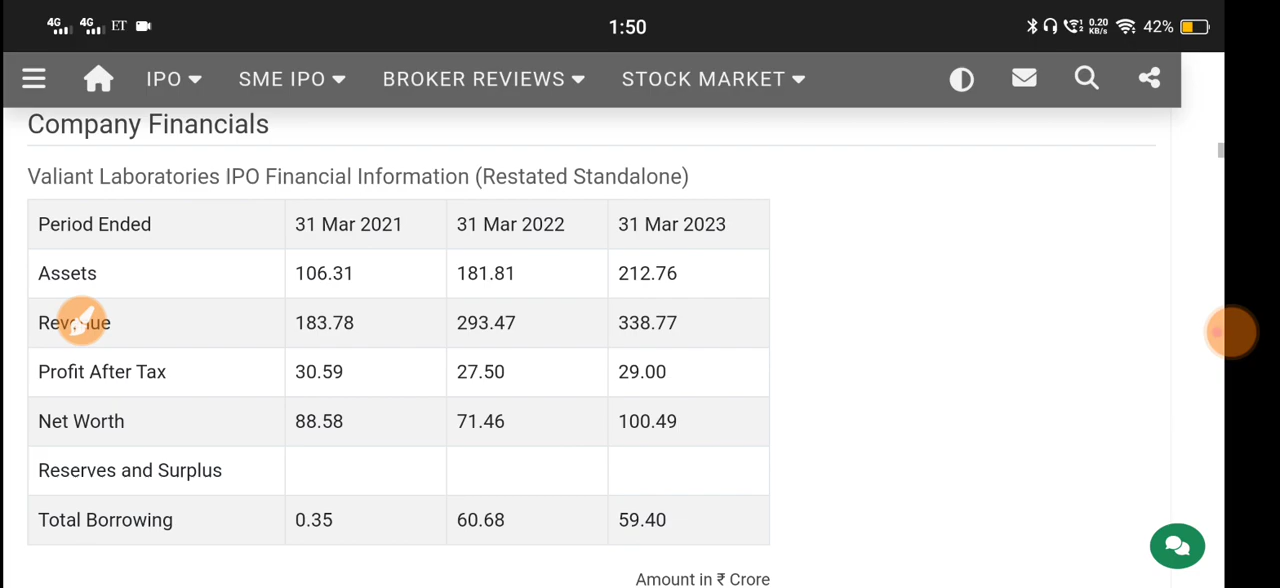 4G 4G ET 1:50 0.20 KB/s 42%
IPO SME IPO BROKER REVIEWS STOCK MARKET
Company Financials
Valiant Laboratories IPO Financial Information (Restated Standalone)
Period Ended 31 Mar 2021 31 Mar 2022 31 Mar 2023
Assets 106.31 181.81 212.76
Revenue 183.78 293.47 338.77
Profit After Tax 30.59 27.50 29.00
Net Worth 88.58 71.46 100.49
Reserves and Surplus
Total Borrowing 0.35 60.68 59.40
Amount in ₹ Crore